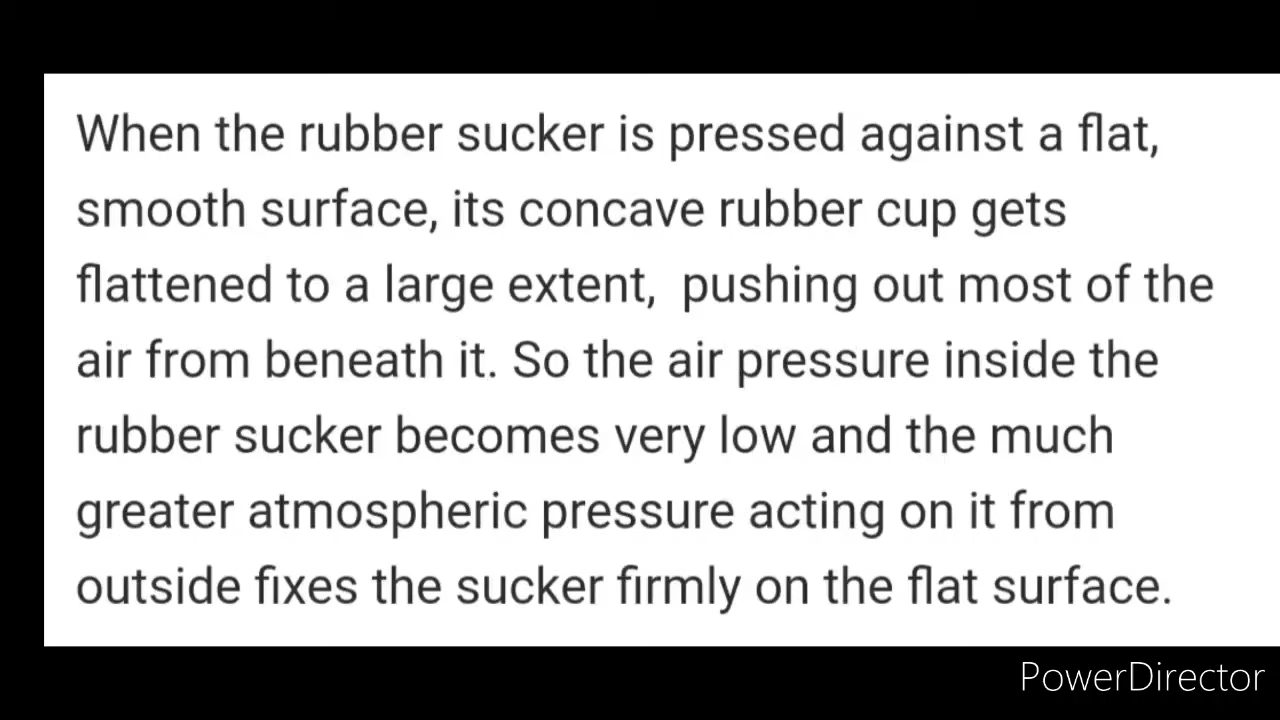 When the rubber sucker is pressed against a flat,
smooth surface, its concave rubber cup gets
flattened to a large extent,  pushing out most of the
air from beneath it. So the air pressure inside the
rubber sucker becomes very low and the much
greater atmospheric pressure acting on it from
outside fixes the sucker firmly on the flat surface.
PowerDirector